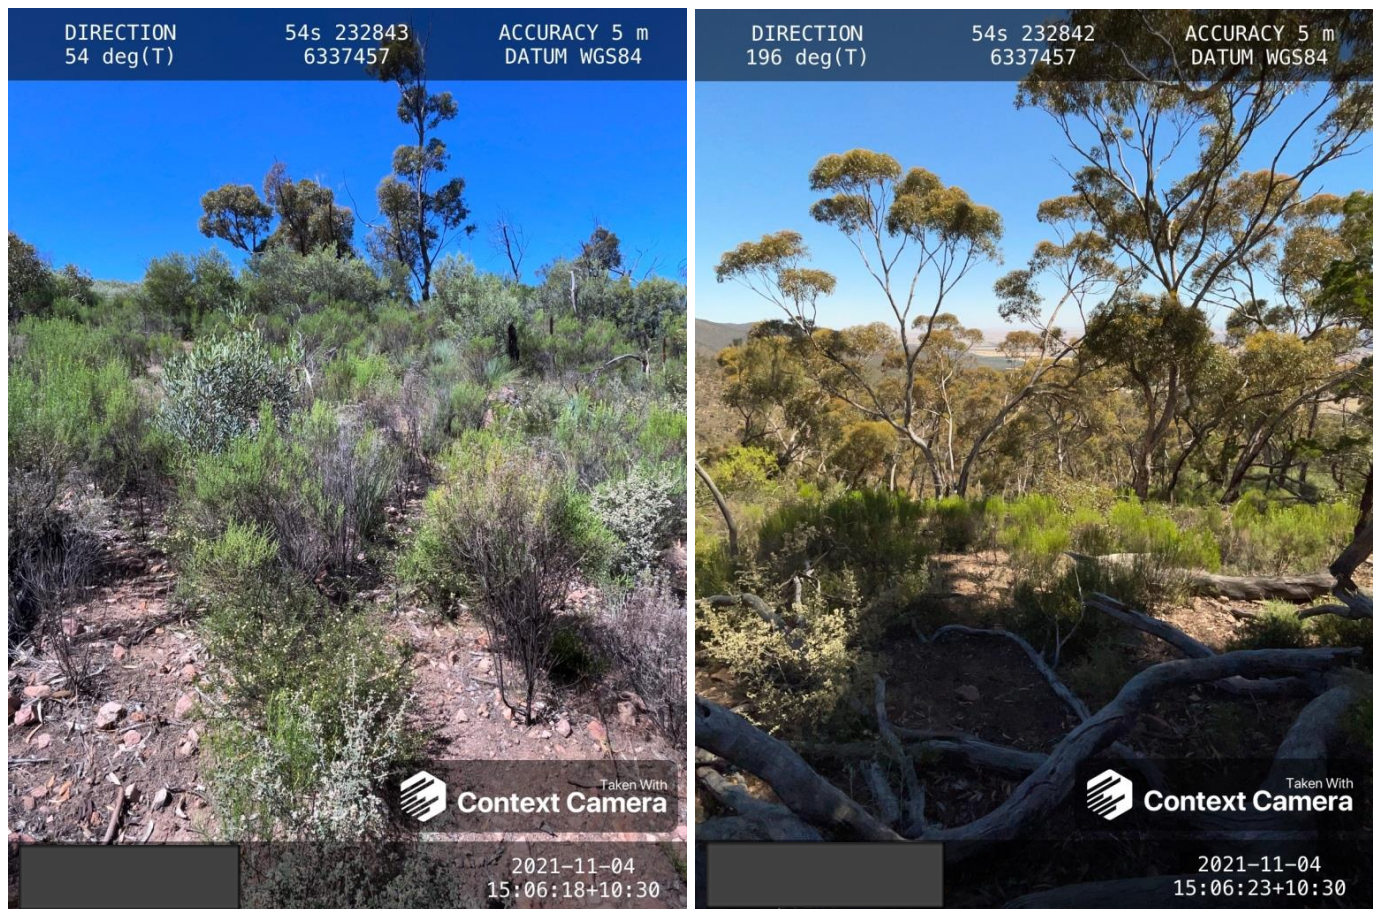 DIRECTION
54 deg(T)
54s 232843
6337457
ACCURACY 5 m
DATUM WGS84
Taken With
Context Camera
2021-11-04
15:06:18+10:30
DIRECTION
196 deg(T)
54s 232842
6337457
ACCURACY 5 m
DATUM WGS84
Taken With
Context Camera
2021-11-04
15:06:23+10:30